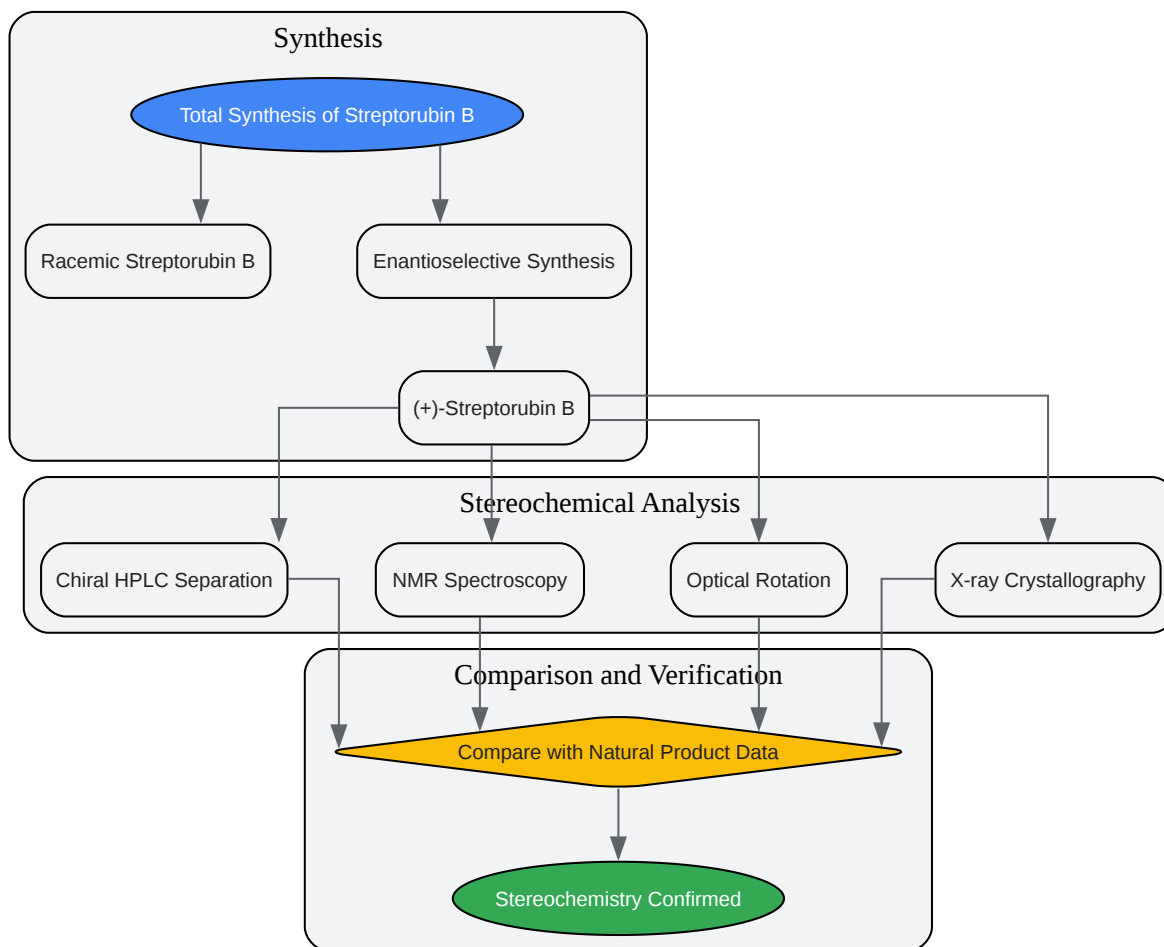 Synthesis
Total Synthesis of Streptorubin B
Racemic Streptorubin B
Enantioselective Synthesis
(+)-Streptorubin B
Stereochemical Analysis
Chiral HPLC Separation
NMR Spectroscopy
Optical Rotation
X-ray Crystallography
Comparison and Verification
Compare with Natural Product Data
Stereochemistry Confirmed